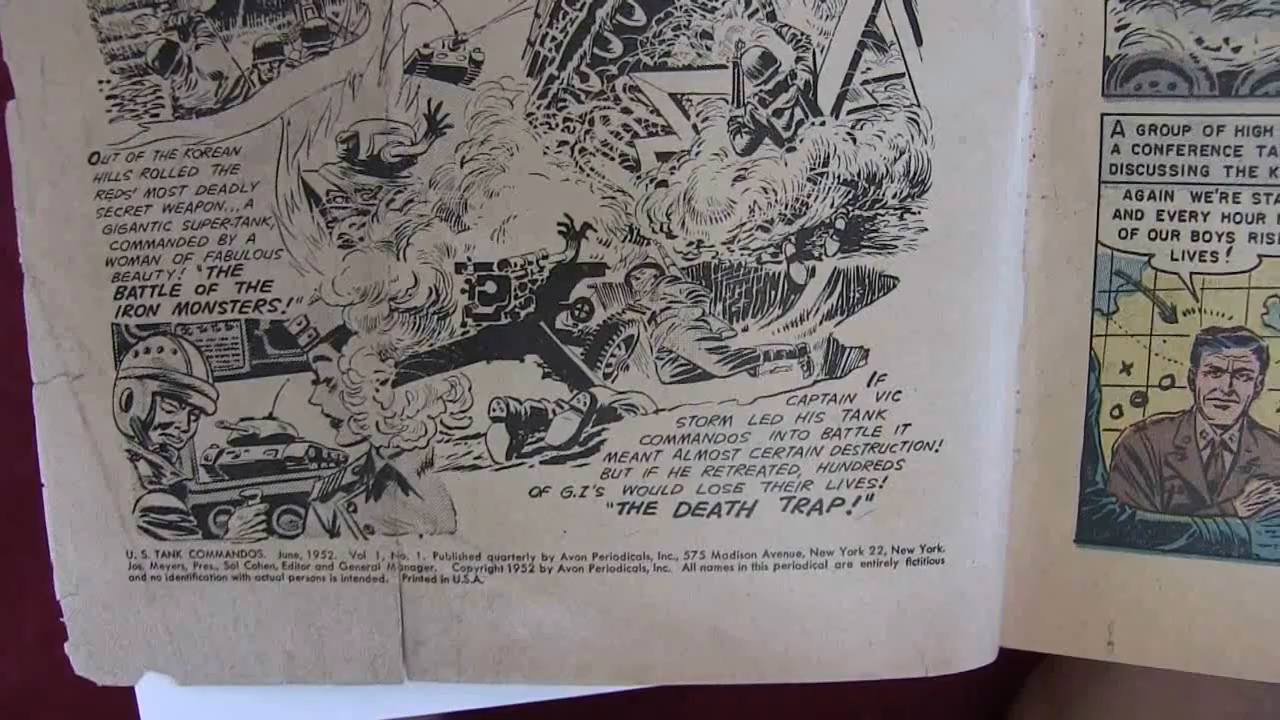 OUT OF THE KOREAN
HILLS ROLLED THE
REDS' MOST DEADLY
SECRET WEAPON... A
GIGANTIC SUPER-TANK,
COMMANDED BY A
WOMAN OF FABULOUS
BEAUTY! "THE
BATTLE OF THE
IRON MONSTERS!"
IF
CAPTAIN VIC
STORM LED HIS TANK
COMMANDOS INTO BATTLE IT
MEANT ALMOST CERTAIN DESTRUCTION!
BUT IF HE RETREATED, HUNDREDS
OF G.I'S WOULD LOSE THEIR LIVES!
"THE DEATH TRAP!"
U. S. TANK COMMANDOS. June, 1952. Vol 1, No. 1. Published quarterly by Avon Periodicals, Inc., 575 Madison Avenue, New York 22, New York.
Jos. Meyers, Pres., Sol Cohen, Editor and General Manager. Copyright 1952 by Avon Periodicals, Inc. All names in this periodical are entirely fictitious
and no identification with actual persons is intended. Printed in U.S.A.
A GROUP OF HIGH
A CONFERENCE TA
DISCUSSING THE K
AGAIN WE'RE STA
AND EVERY HOUR
OF OUR BOYS RIS
LIVES!